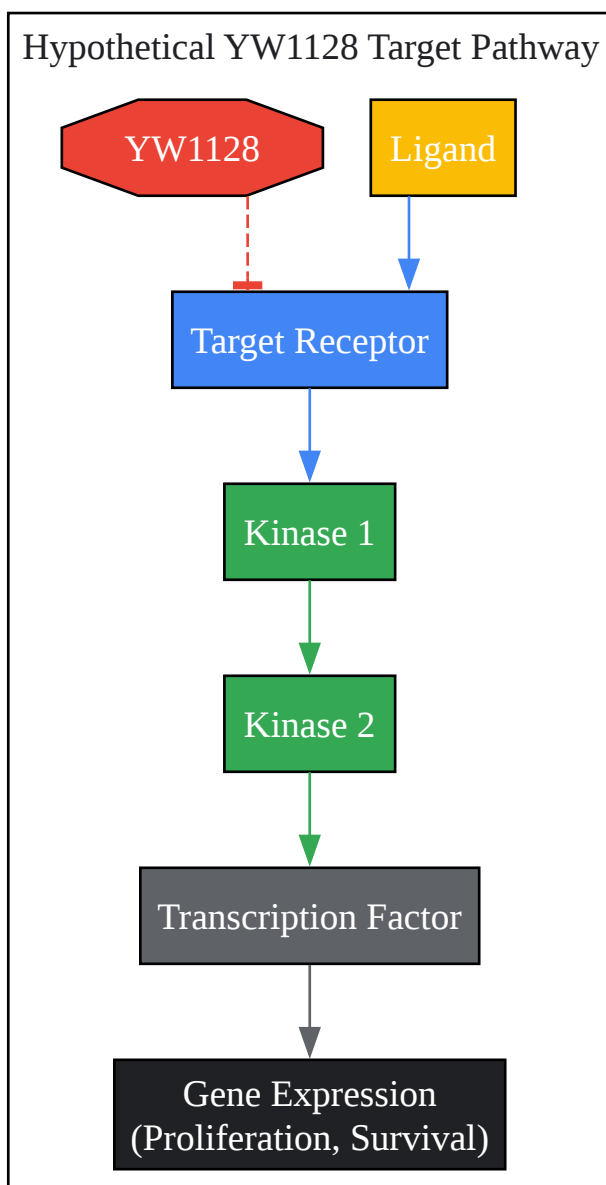 Hypothetical YW1128 Target Pathway
YW1128
Ligand
Target Receptor
Kinase 1
Kinase 2
Transcription Factor
Gene Expression
(Proliferation, Survival)